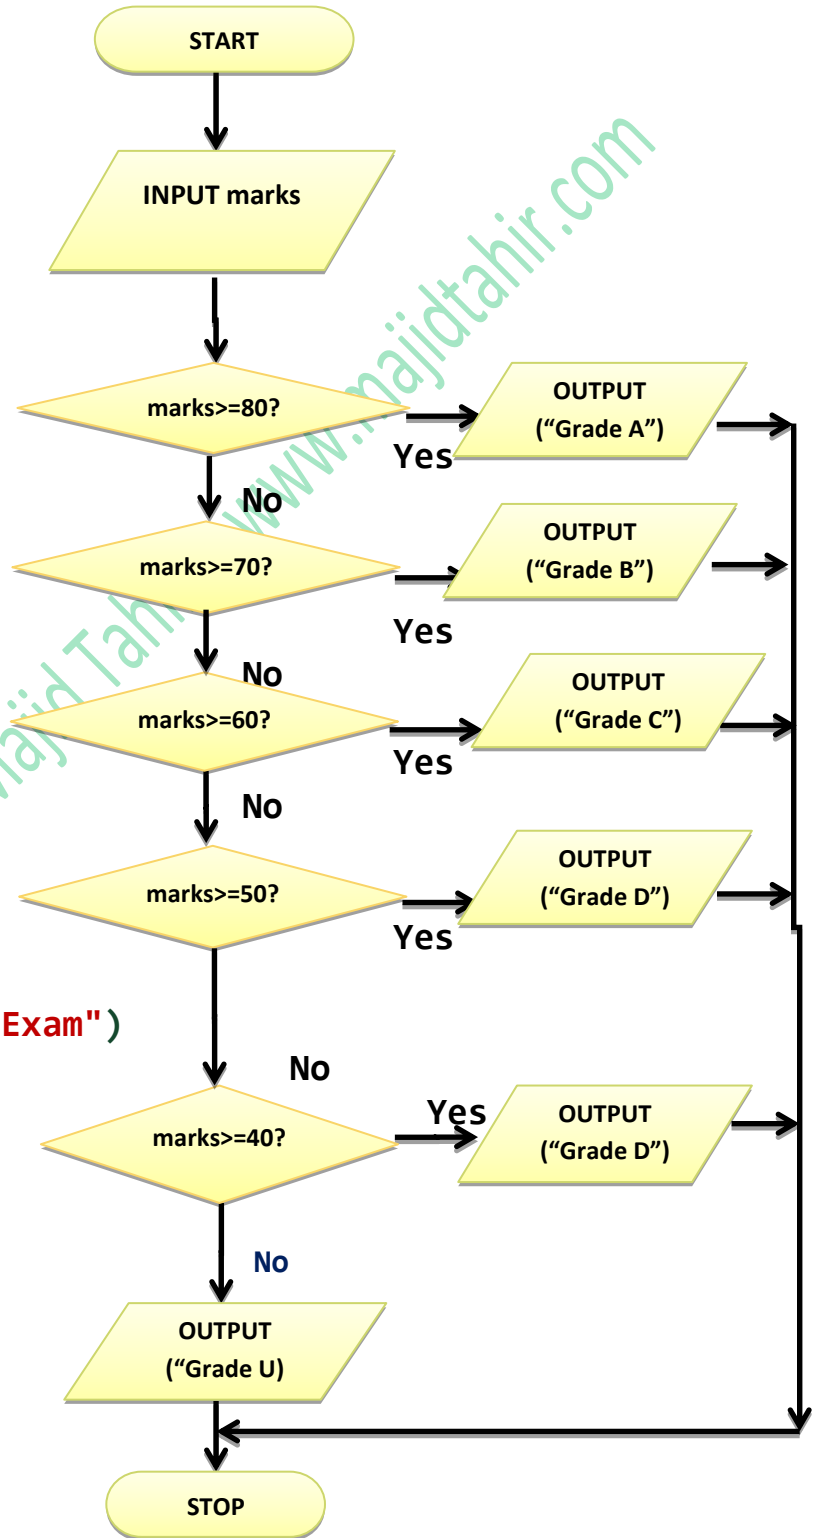 START
INPUT marks
marks>=80?
Yes
OUTPUT
(“Grade A”)
No
marks>=70?
Yes
OUTPUT
(“Grade B”)
No
marks>=60?
Yes
OUTPUT
(“Grade C”)
No
marks>=50?
Yes
OUTPUT
(“Grade D”)
Exam")
No
marks>=40?
Yes
OUTPUT
(“Grade D”)
No
OUTPUT
(“Grade U)
STOP
www.majidtahir.com